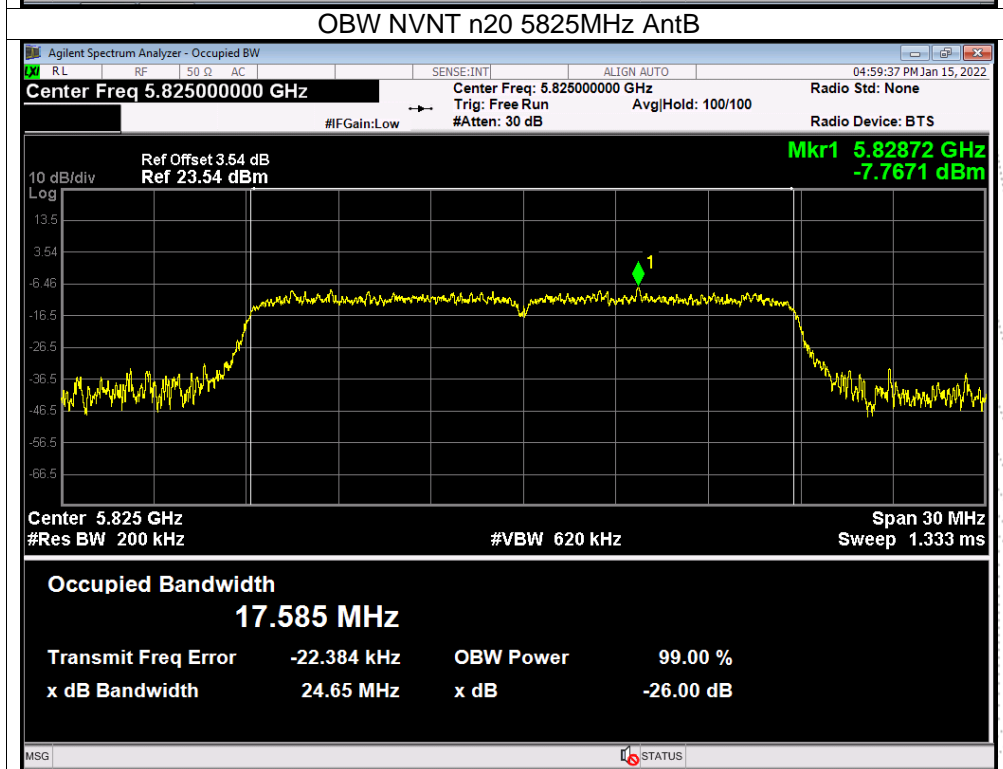 OBW NVNT n20 5825MHz AntB
Agilent Spectrum Analyzer - Occupied BW
LXI RL RF 50 Ω AC SENSE:INT ALIGN AUTO 04:59:37 PM Jan 15, 2022
Center Freq 5.825000000 GHz Center Freq: 5.825000000 GHz Radio Std: None
Trig: Free Run Avg|Hold: 100/100
#IFGain:Low #Atten: 30 dB Radio Device: BTS
Ref Offset 3.54 dB Mkr1 5.82872 GHz
10 dB/div Ref 23.54 dBm -7.7671 dBm
Log
13.5
3.54
1
-6.46
-16.5
-26.5
-36.5
-46.5
-56.5
-66.5
Center 5.825 GHz Span 30 MHz
#Res BW 200 kHz #VBW 620 kHz Sweep 1.333 ms
Occupied Bandwidth
17.585 MHz
Transmit Freq Error -22.384 kHz OBW Power 99.00 %
x dB Bandwidth 24.65 MHz x dB -26.00 dB
MSG STATUS